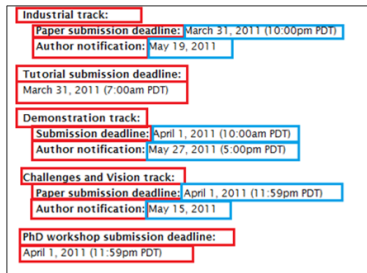 Industrial track:
Paper submission deadline: March 31, 2011 (10:00pm PDT)
Author notification: May 19, 2011
Tutorial submission deadline:
March 31, 2011 (7:00am PDT)
Demonstration track:
Submission deadline: April 1, 2011 (10:00am PDT)
Author notification: May 27, 2011 (5:00pm PDT)
Challenges and Vision track:
Paper submission deadline: April 1, 2011 (11:59pm PDT)
Author notification: May 15, 2011
PhD workshop submission deadline:
April 1, 2011 (11:59pm PDT)